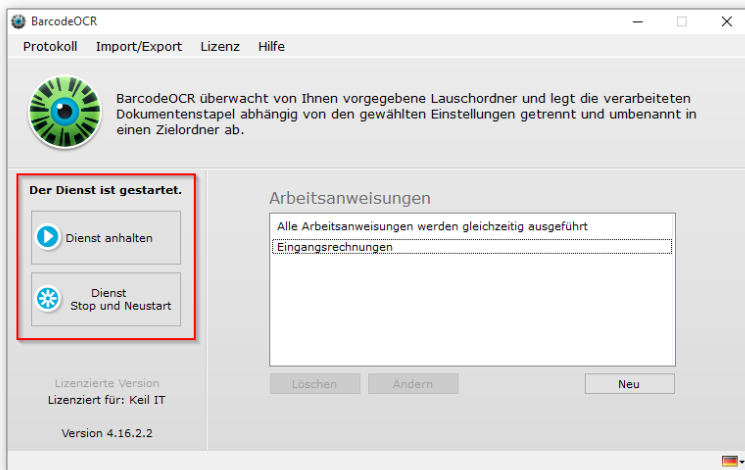 BarcodeOCR
Protokoll Import/Export Lizenz Hilfe
BarcodeOCR überwacht von Ihnen vorgegebene Lauschordner und legt die verarbeiteten
Dokumentenstapel abhängig von den gewählten Einstellungen getrennt und umbenannt in
einen Zielordner ab.
Der Dienst ist gestartet.
Dienst anhalten
Dienst
Stop und Neustart
Lizenzierte Version
Lizenziert für: Keil IT
Version 4.16.2.2
Arbeitsanweisungen
Alle Arbeitsanweisungen werden gleichzeitig ausgeführt
Eingangsrechnungen
Löschen Ändern Neu